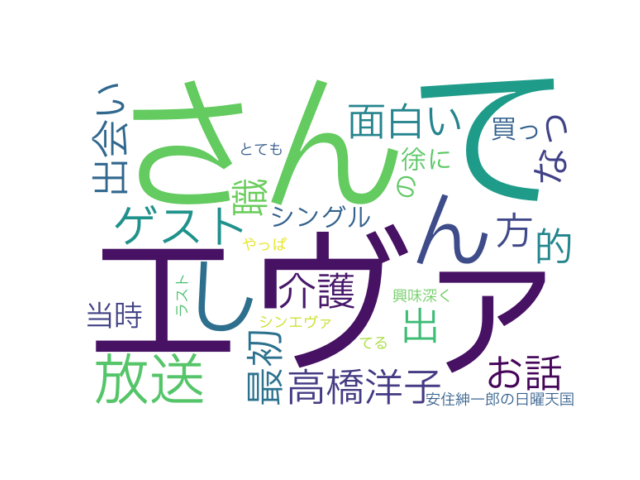 さん
て
出会い
面白い
買っ
なっ
とても
徐に
の
職
ゲスト
シングル
ん
方
的
やっぱ
エヴァ
し
介護
ラスト
興味深く
当時
シンエヴァ
出
てる
最初
放送
高橋洋子
お話
安住紳一郎の日曜天国